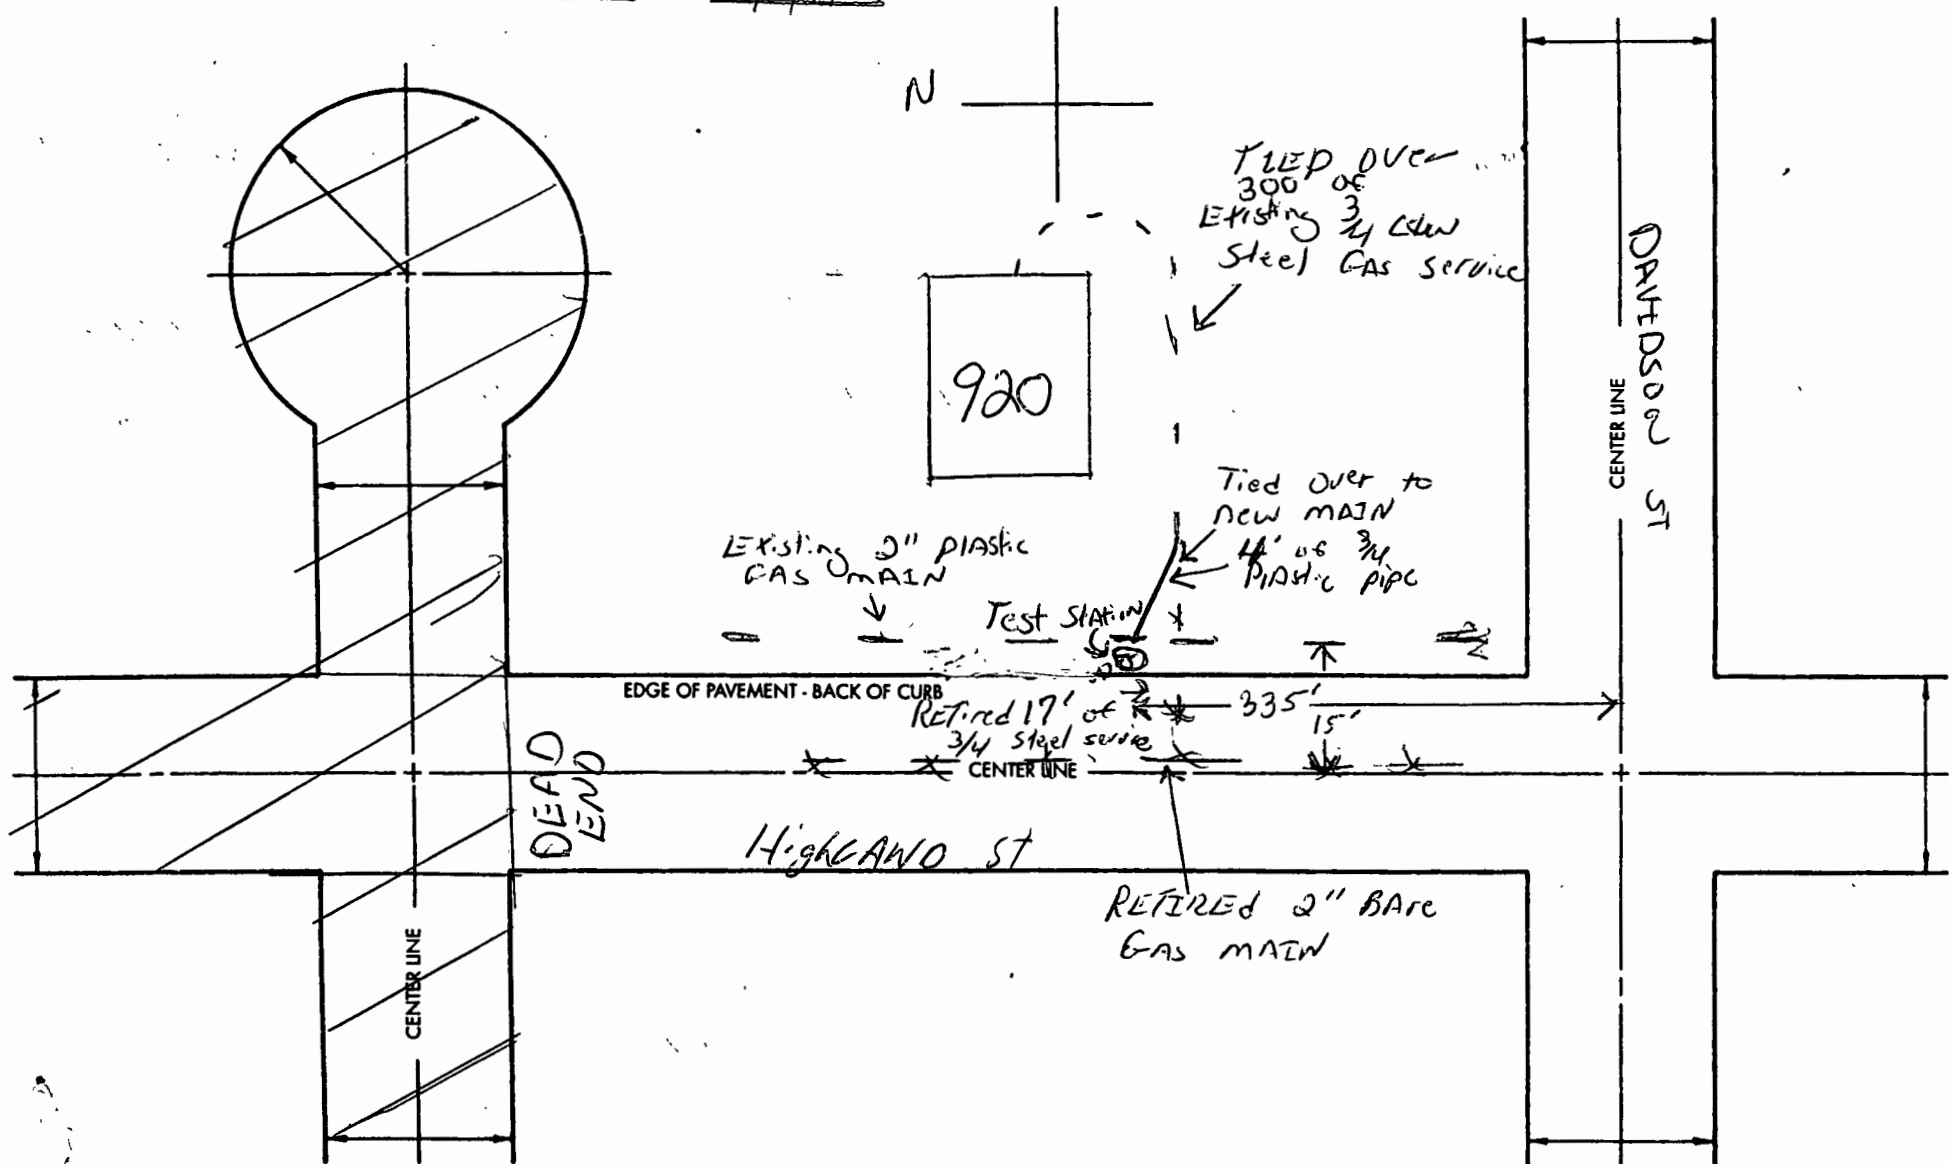 N
TIED OVer
300 of
Existing 3/4
Steel GAs service
920
DAVIDSON ST
CENTER LINE
Tied Over to
new MAIN
4' of 3/4
PlAstic pipe
Existing 2" PlAstic
GAS MAIN
Test StAtion
EDGE OF PAVEMENT - BACK OF CURB
RETired 17' of
3/4 Steel service
335'
15'
CENTER LINE
DEAD
END
HighLAND St
RETIREd 2" BAre
GAs MAIN
CENTER LINE